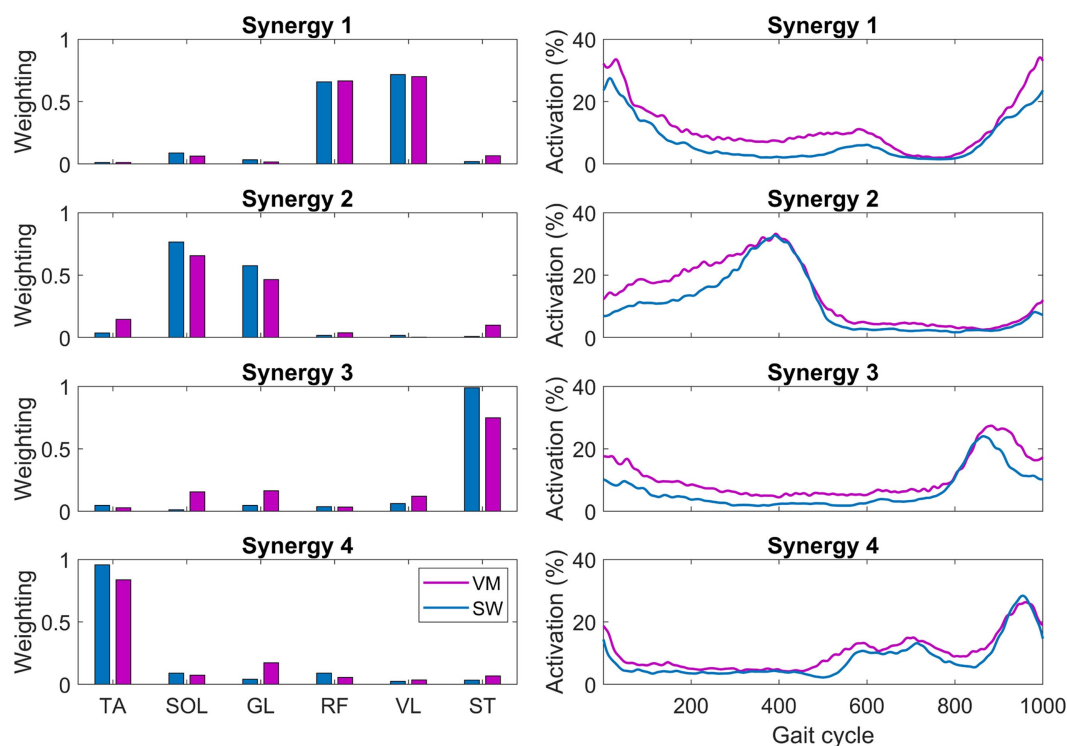 Synergy 1
Weighting
1
0.5
0
Synergy 1
Activation (%)
40
20
0
Synergy 2
Weighting
1
0.5
0
Synergy 2
Activation (%)
40
20
0
Synergy 3
Weighting
1
0.5
0
Synergy 3
Activation (%)
40
20
0
Synergy 4
Weighting
1
0.5
0
VM
SW
TA SOL GL RF VL ST
Synergy 4
Activation (%)
40
20
0
200 400 600 800 1000
Gait cycle